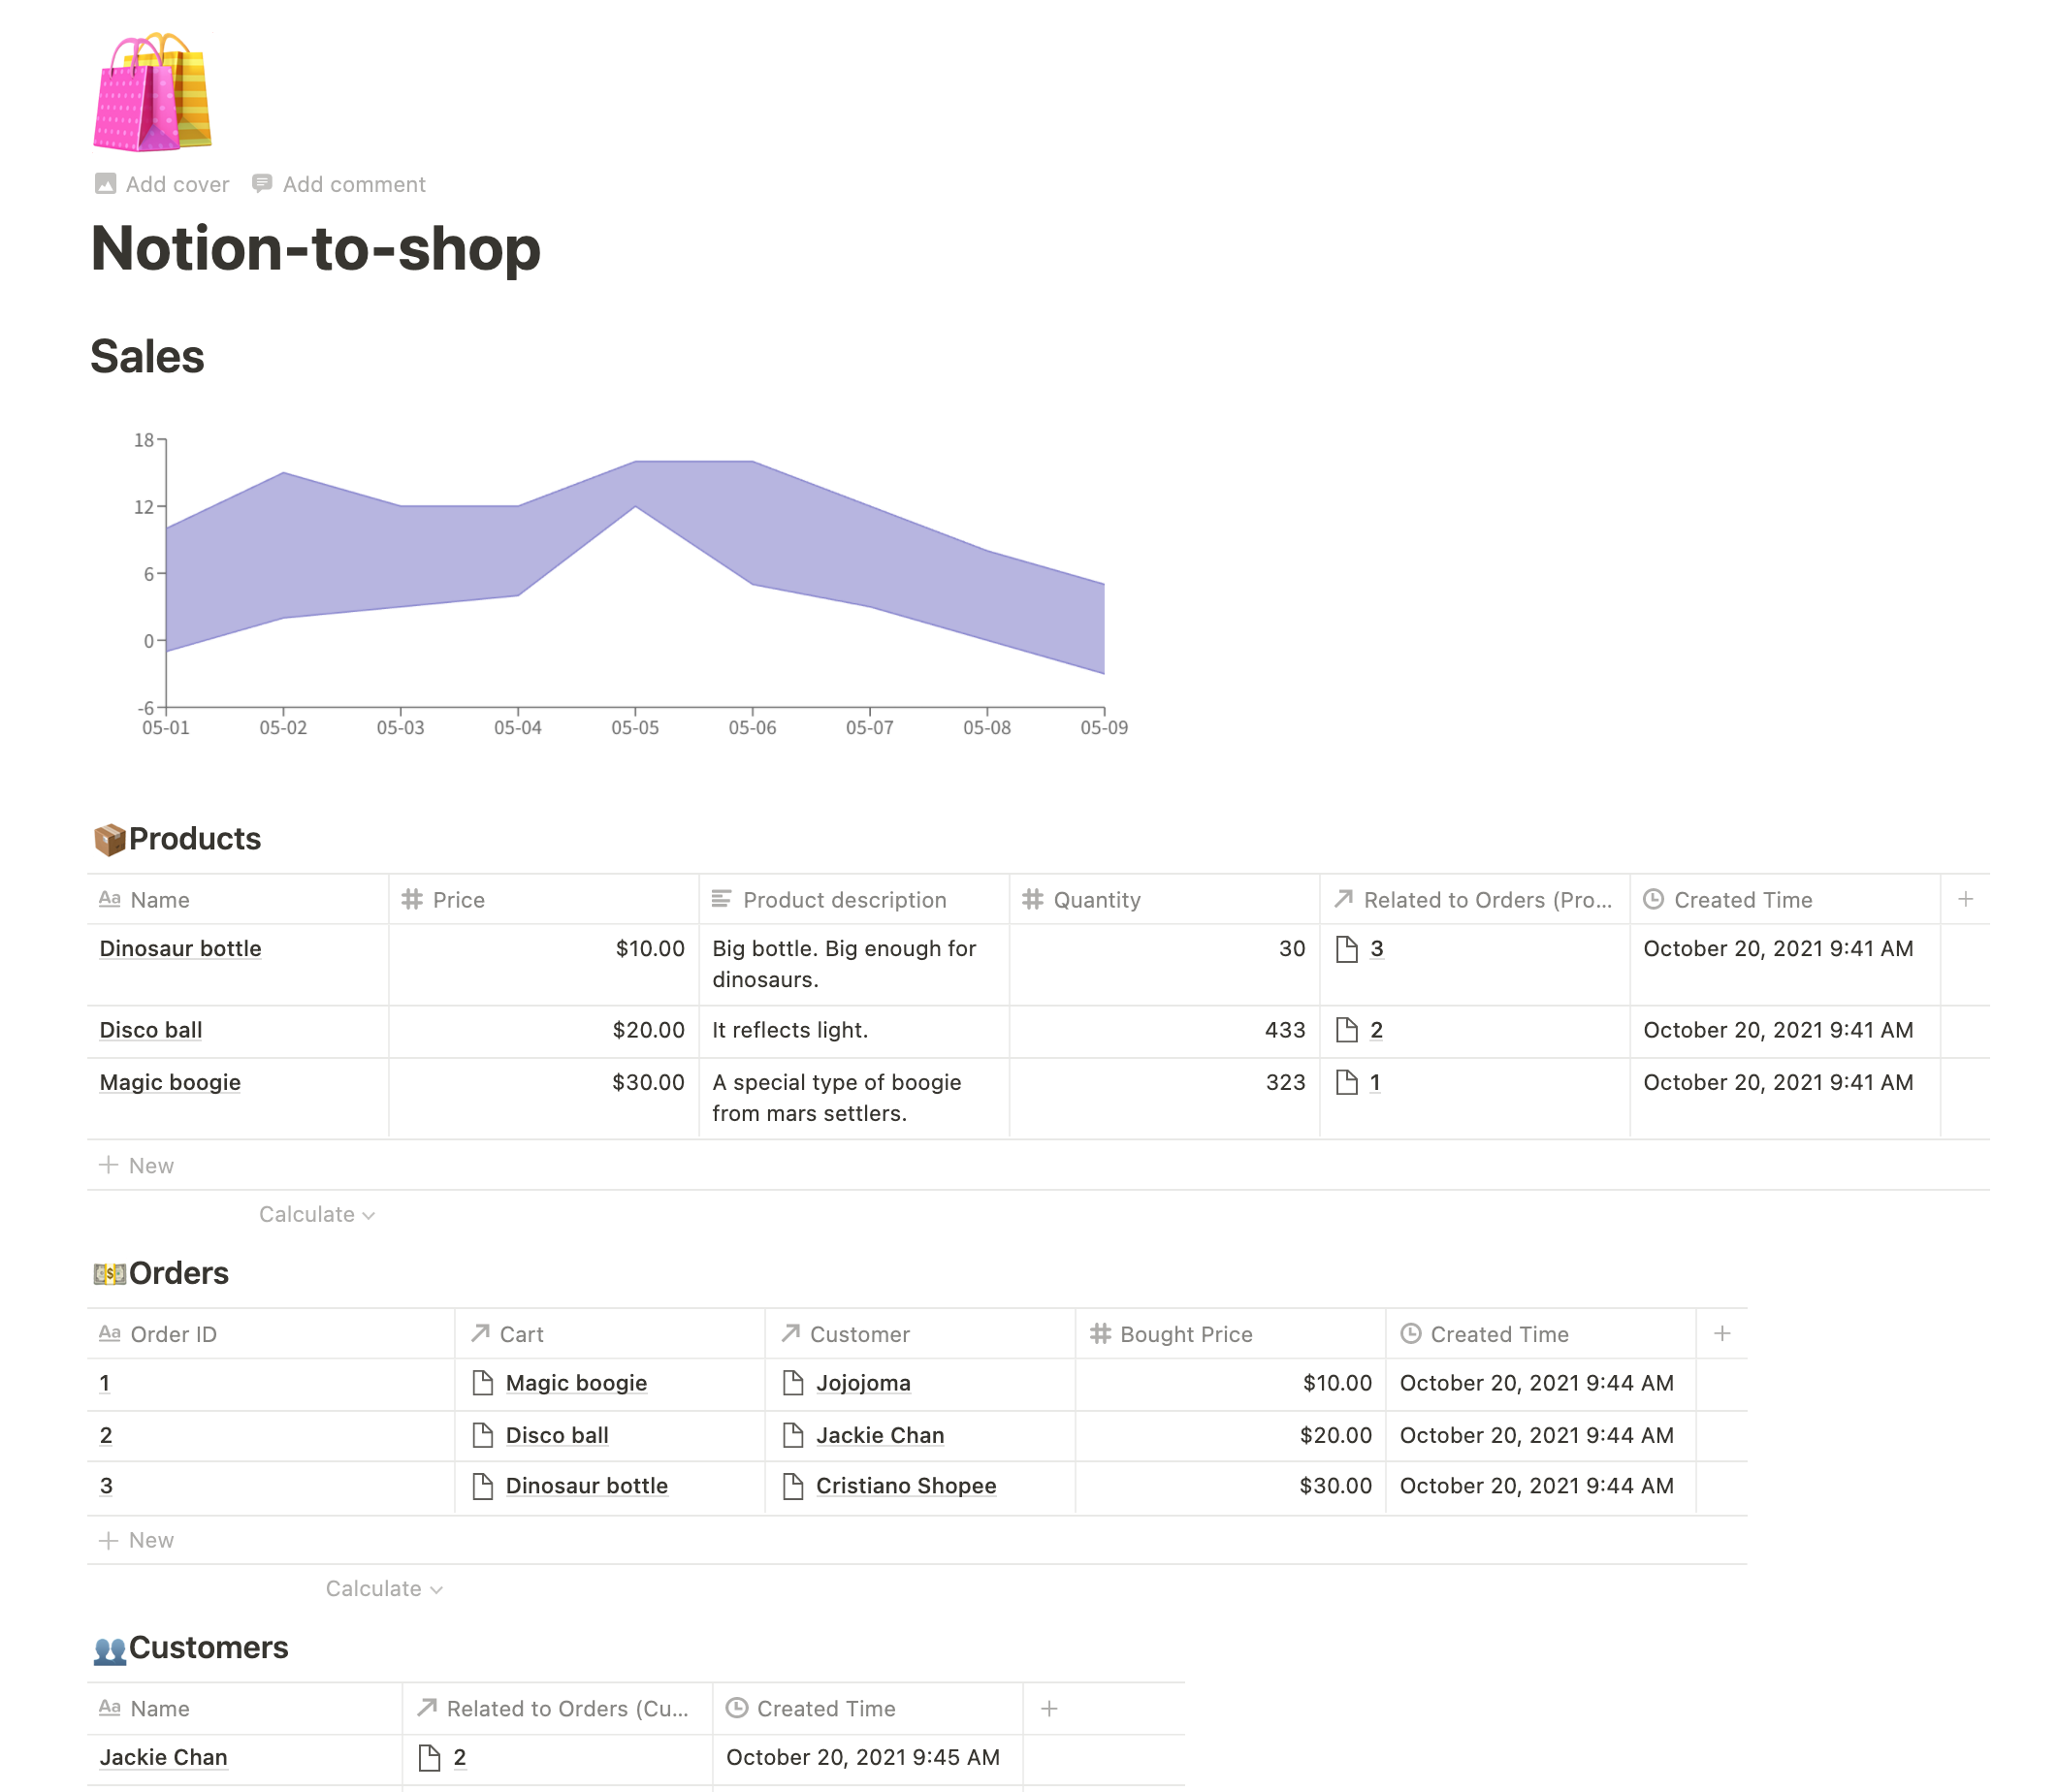 Add cover Add comment
Notion-to-shop
Sales
18
12
6
0
-6
05-01 05-02 05-03 05-04 05-05 05-06 05-07 05-08 05-09
Products
Aa Name Price Product description Quantity Related to Orders (Pro... Created Time
Dinosaur bottle $10.00 Big bottle. Big enough for 30 3 October 20, 2021 9:41 AM
dinosaurs.
Disco ball $20.00 It reflects light. 433 2 October 20, 2021 9:41 AM
Magic boogie $30.00 A special type of boogie 323 1 October 20, 2021 9:41 AM
from mars settlers.
+ New
Calculate
Orders
Aa Order ID Cart Customer Bought Price Created Time
1 Magic boogie Jojojoma $10.00 October 20, 2021 9:44 AM
2 Disco ball Jackie Chan $20.00 October 20, 2021 9:44 AM
3 Dinosaur bottle Cristiano Shopee $30.00 October 20, 2021 9:44 AM
+ New
Calculate
Customers
Aa Name Related to Orders (Cu... Created Time
Jackie Chan 2 October 20, 2021 9:45 AM